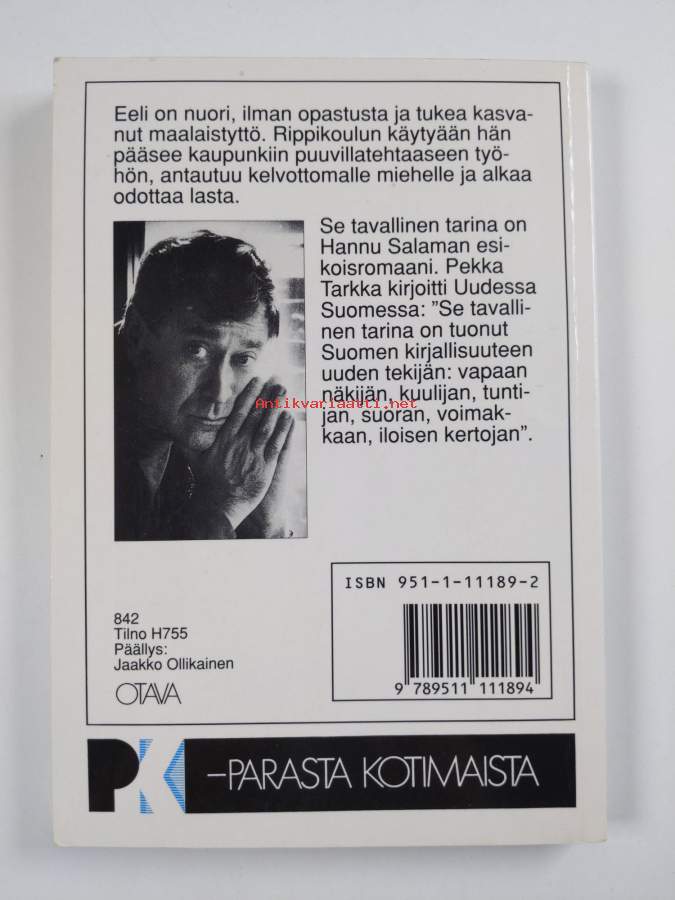 Eeli on nuori, ilman opastusta ja tukea kasva-
nut maalaistyttö. Rippikoulun käytyään hän
pääsee kaupunkiin puuvillatehtaaseen työ-
hön, antautuu kelvottomalle miehelle ja alkaa
odottaa lasta.
Se tavallinen tarina on
Hannu Salaman esi-
koisromaani. Pekka
Tarkka kirjoitti Uudessa
Suomessa: ”Se tavalli-
nen tarina on tuonut
Suomen kirjallisuuteen
uuden tekijän: vapaan
näkijän, kuulijan, tunti-
jan, suoran, voimak-
kaan, iloisen kertojan”.
Antikvariaatti.net
ISBN 951-1-11189-2
9 789511 111894
842
Tilno H755
Päällys:
Jaakko Ollikainen
OTAVA
PK –PARASTA KOTIMAISTA